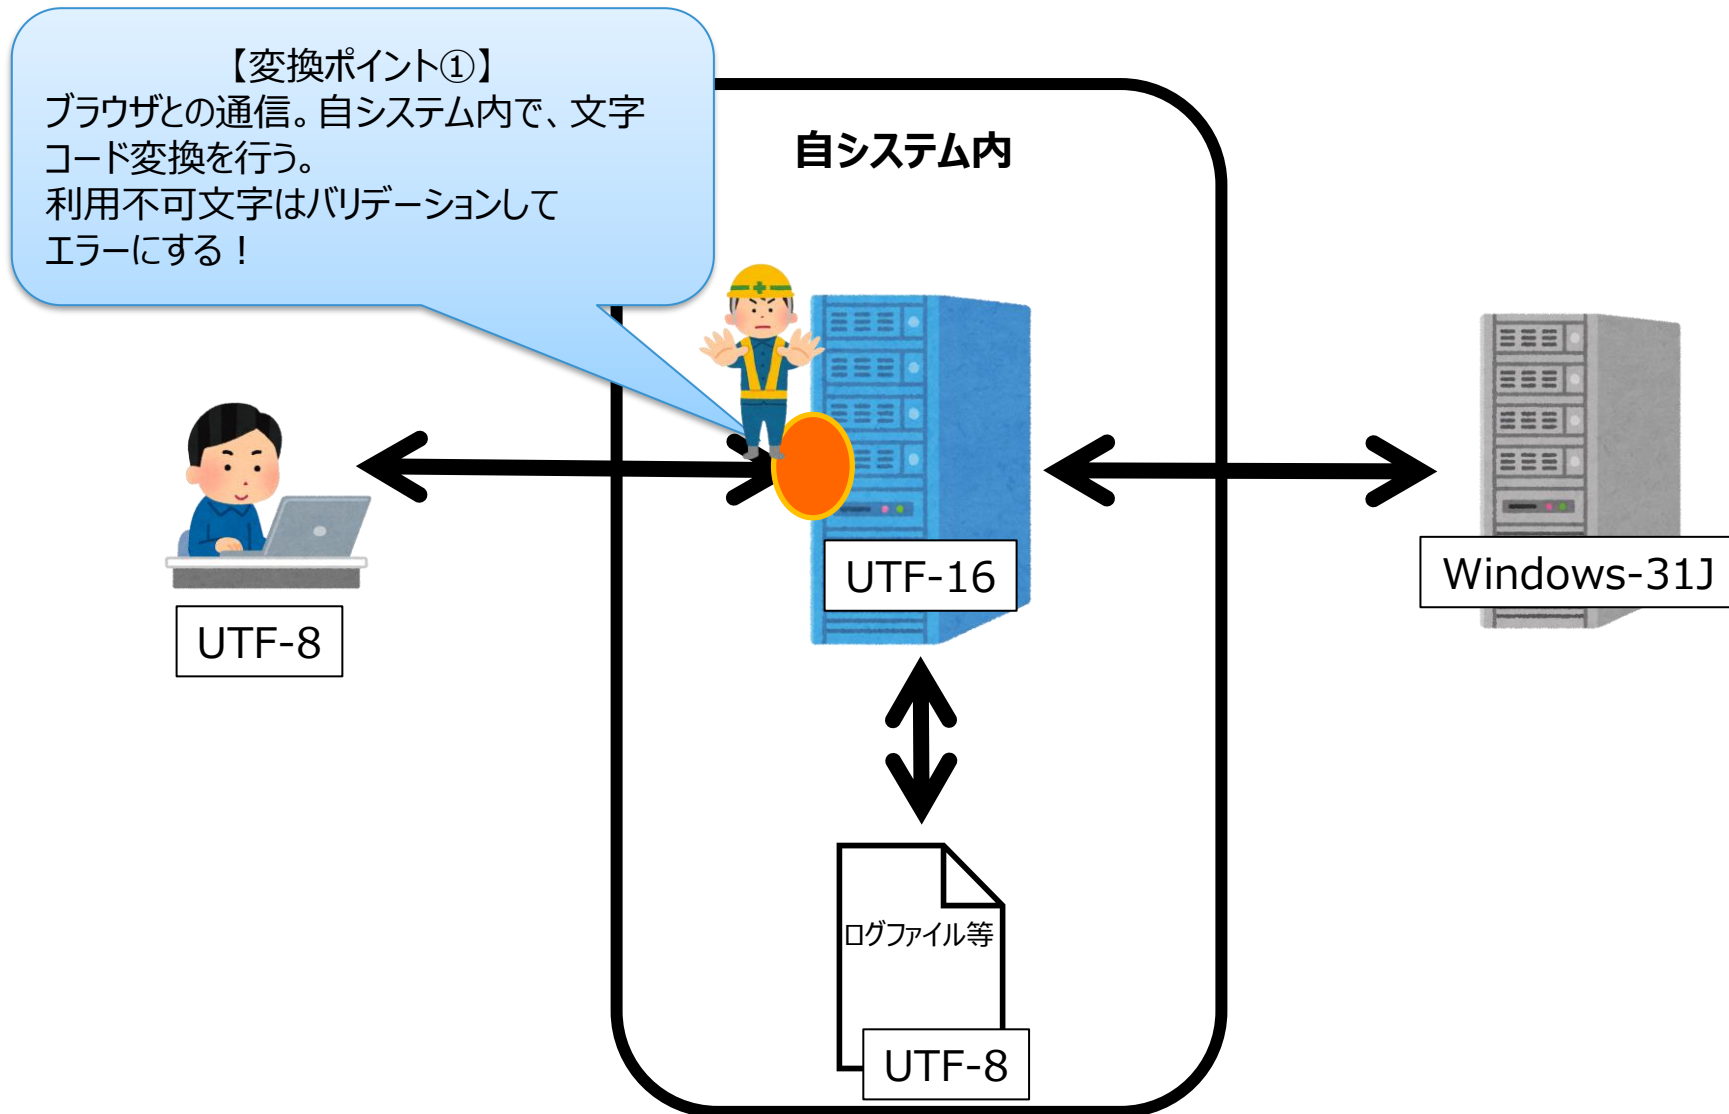 【変換ポイント①】
ブラウザとの通信。自システム内で、文字
コード変換を行う。
利用不可文字はバリデーションして
エラーにする！
自システム内
UTF-16
Windows-31J
UTF-8
ログファイル等
UTF-8